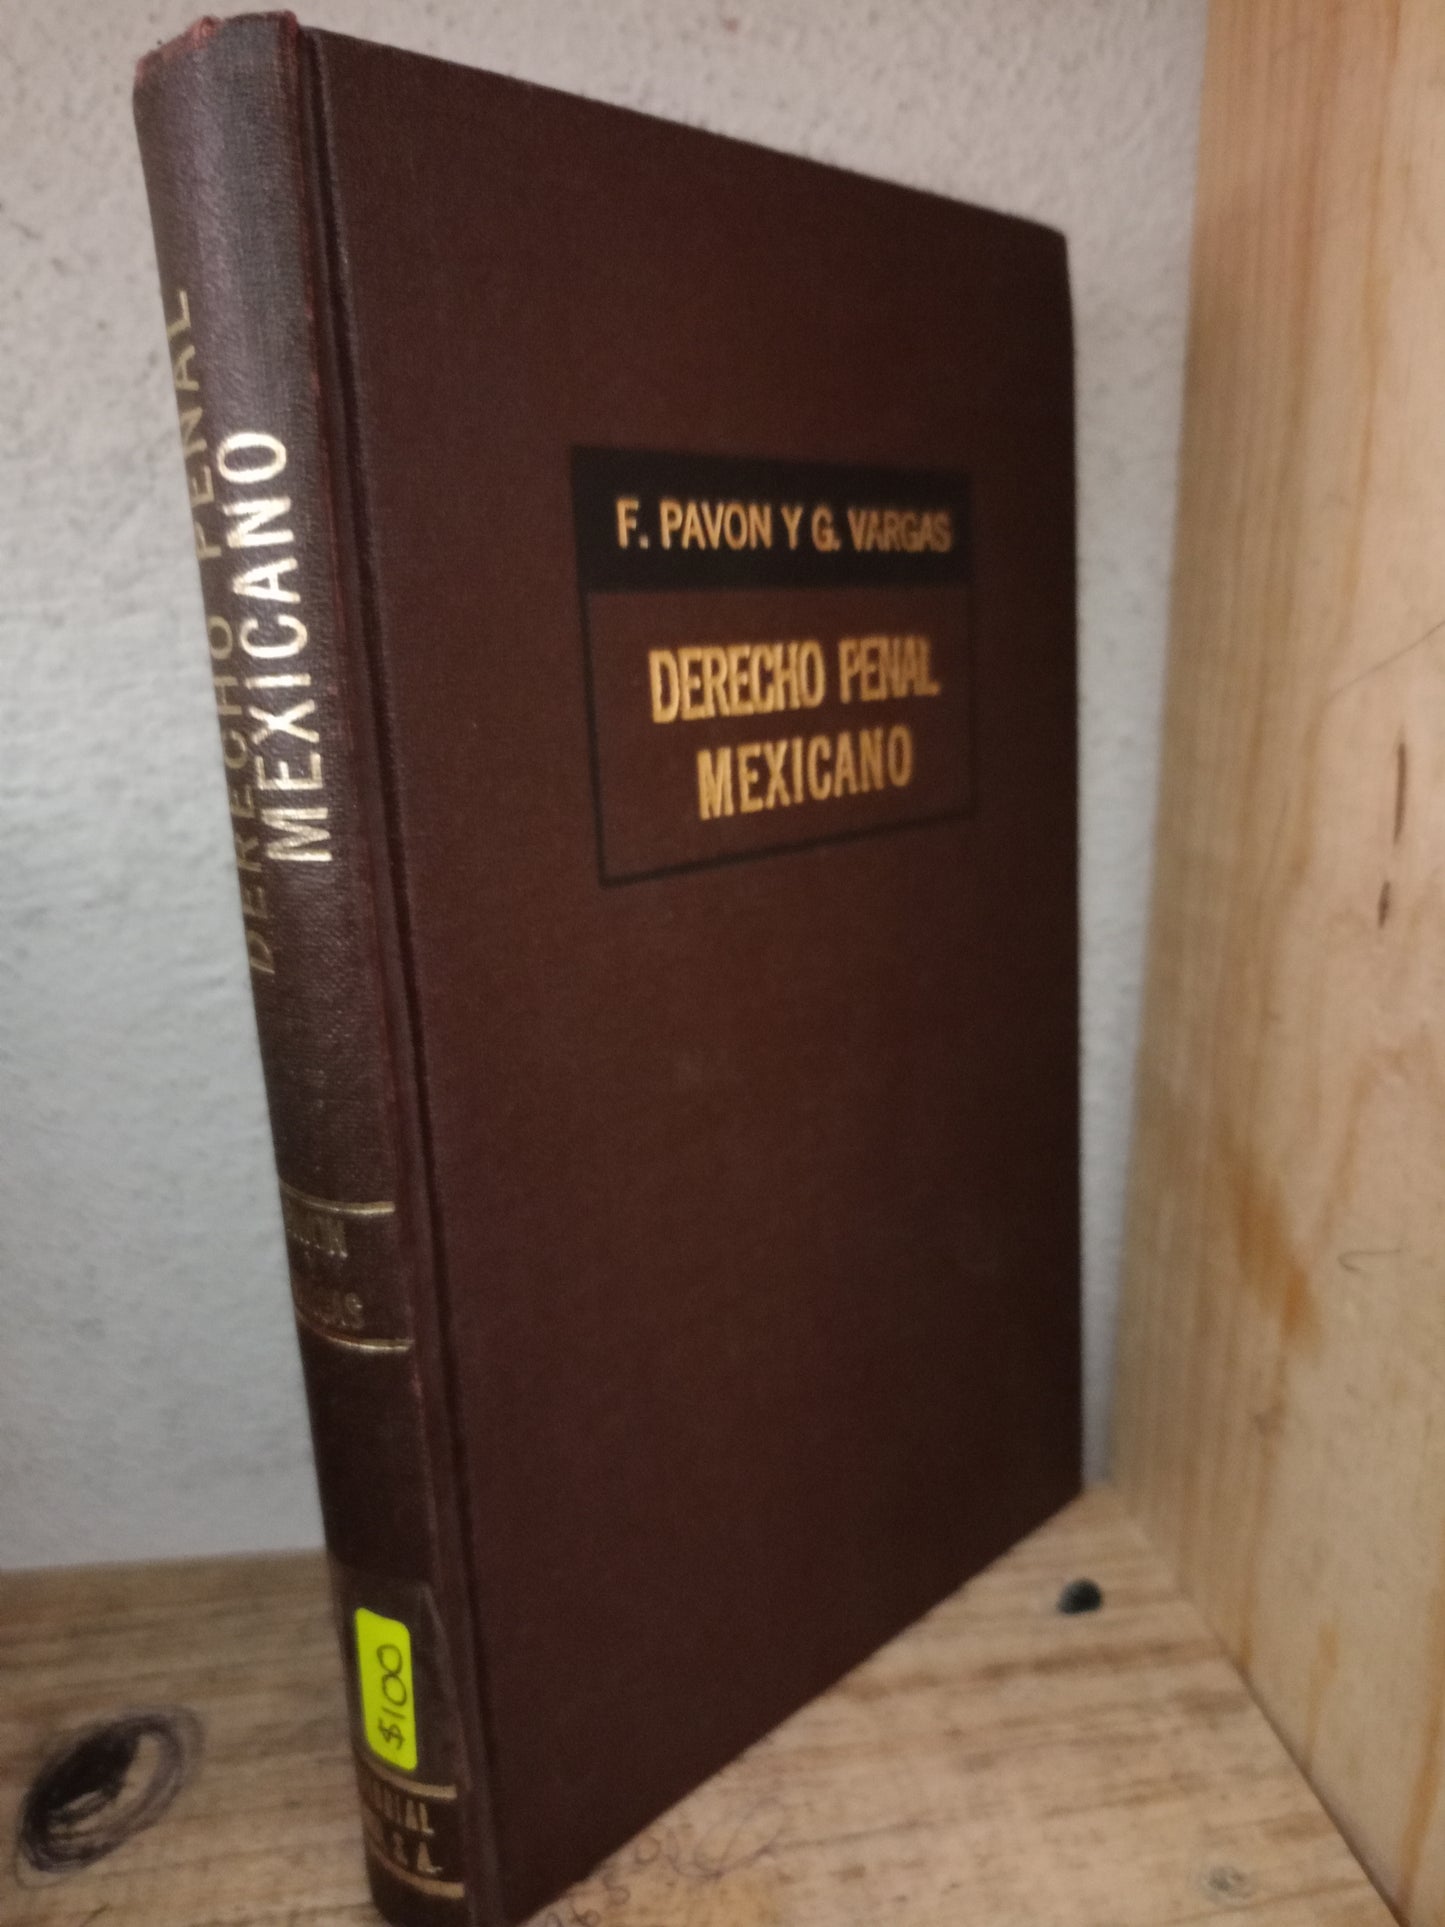 DERECHO PENAL
MEXICANO
$100
F. PAVON Y G. VARGAS
DERECHO PENAL
MEXICANO